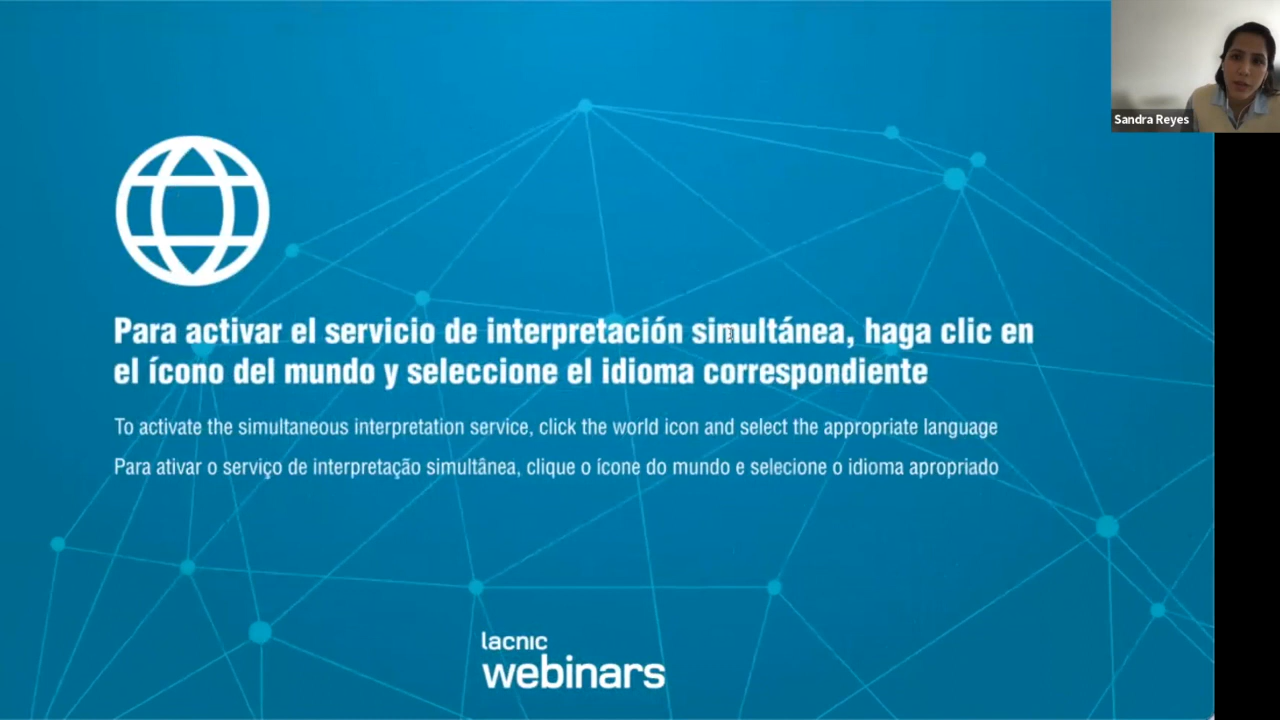 Sandra Reyes
Para activar el servicio de interpretación simultánea, haga clic en
el ícono del mundo y seleccione el idioma correspondiente
To activate the simultaneous interpretation service, click the world icon and select the appropriate language
Para ativar o serviço de interpretação simultânea, clique o ícone do mundo e selecione o idioma apropriado
lacnic
webinars